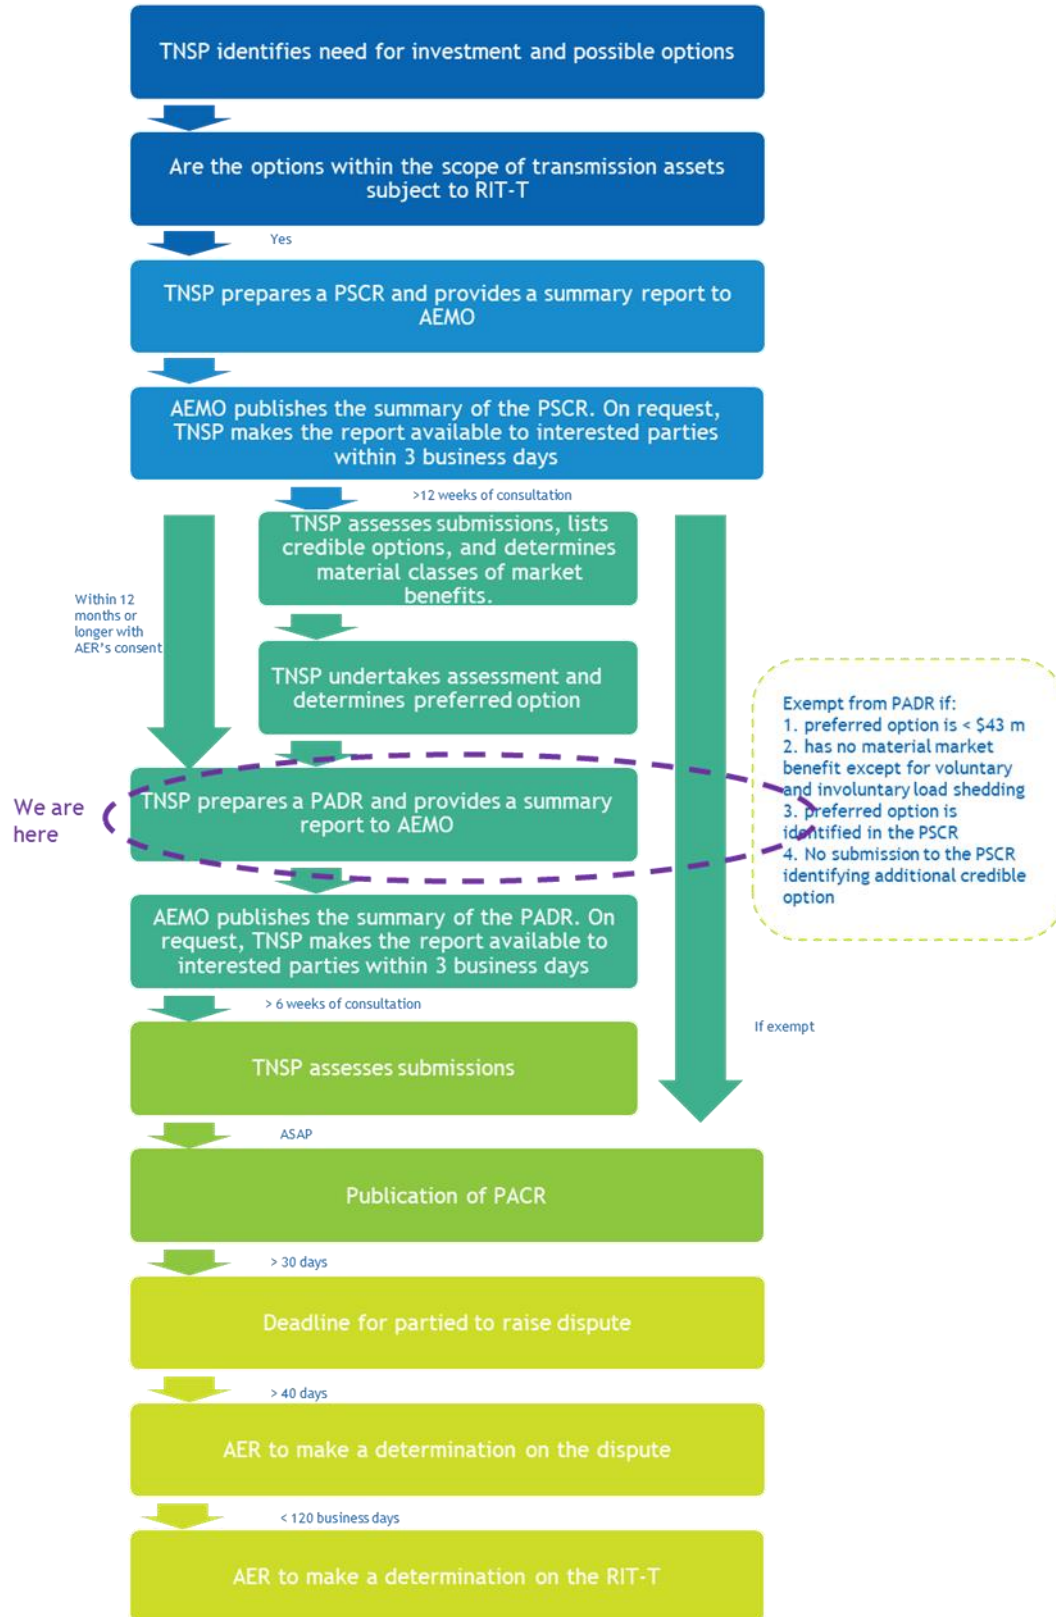 TNSP identifies need for investment and possible options
Are the options within the scope of transmission assets
subject to RIT-T
Yes
TNSP prepares a PSCR and provides a summary report to
AEMO
AEMO publishes the summary of the PSCR. On request,
TNSP makes the report available to interested parties
within 3 business days
>12 weeks of consultation
TNSP assesses submissions, lists
credible options, and determines
material classes of market
benefits.
Within 12
months or
longer with
AER's consent
TNSP undertakes assessment and
determines preferred option
Exempt from PADR if:
1. preferred option is < $43 m
2. has no material market
benefit except for voluntary
and involuntary load shedding
3. preferred option is
identified in the PSCR
4. No submission to the PSCR
identifying additional credible
option
We are
here
TNSP prepares a PADR and provides a summary
report to AEMO
AEMO publishes the summary of the PADR. On
request, TNSP makes the report available to
interested parties within 3 business days
> 6 weeks of consultation
If exempt
TNSP assesses submissions
ASAP
Publication of PACR
> 30 days
Deadline for partied to raise dispute
> 40 days
AER to make a determination on the dispute
< 120 business days
AER to make a determination on the RIT-T